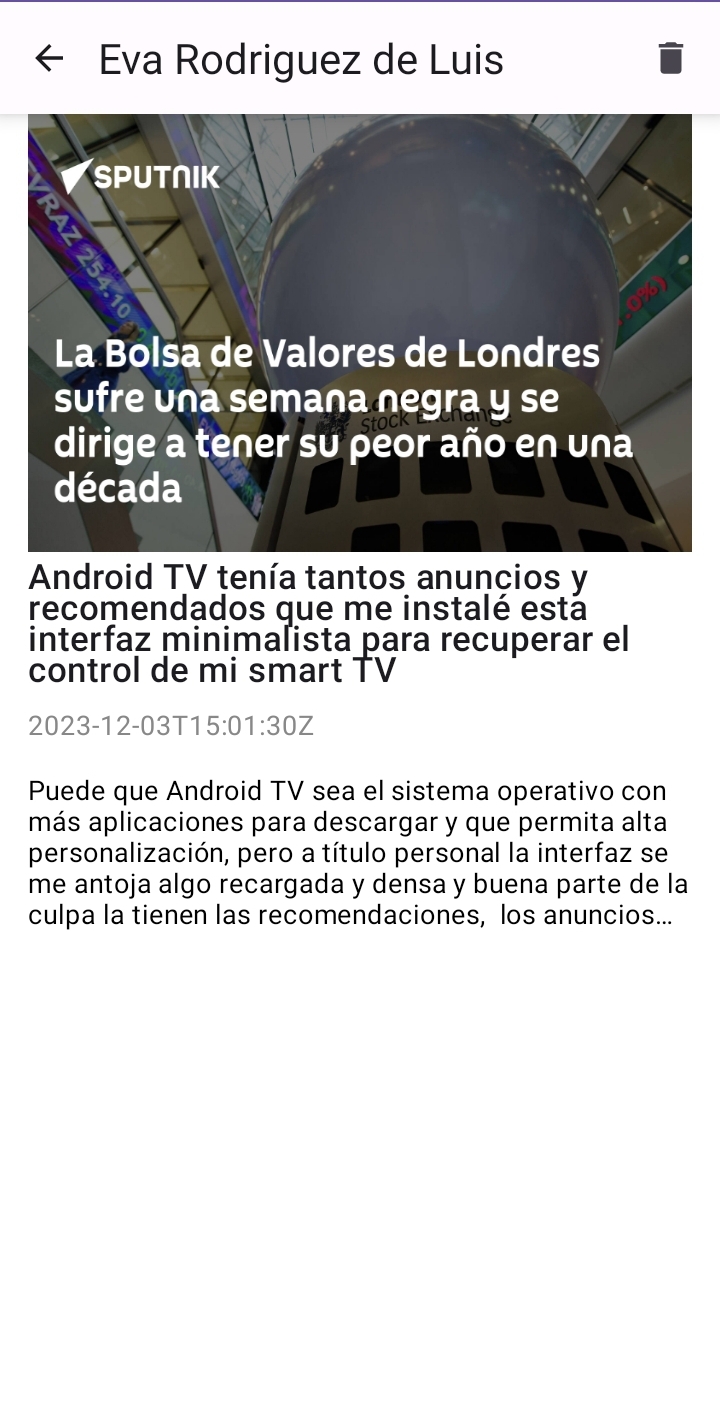 Eva Rodriguez de Luis
SPUTNIK
RAZ 254.10
.0%)
La Bolsa de Valores de Londres
sufre una semana negra y se
Stock Exchange
dirige a tener su peor año en una
década
Android TV tenía tantos anuncios y
recomendados que me instalé esta
interfaz minimalista para recuperar el
control de mi smart TV
2023-12-03T15:01:30Z
Puede que Android TV sea el sistema operativo con
más aplicaciones para descargar y que permita alta
personalización, pero a título personal la interfaz se
me antoja algo recargada y densa y buena parte de la
culpa la tienen las recomendaciones,  los anuncios…